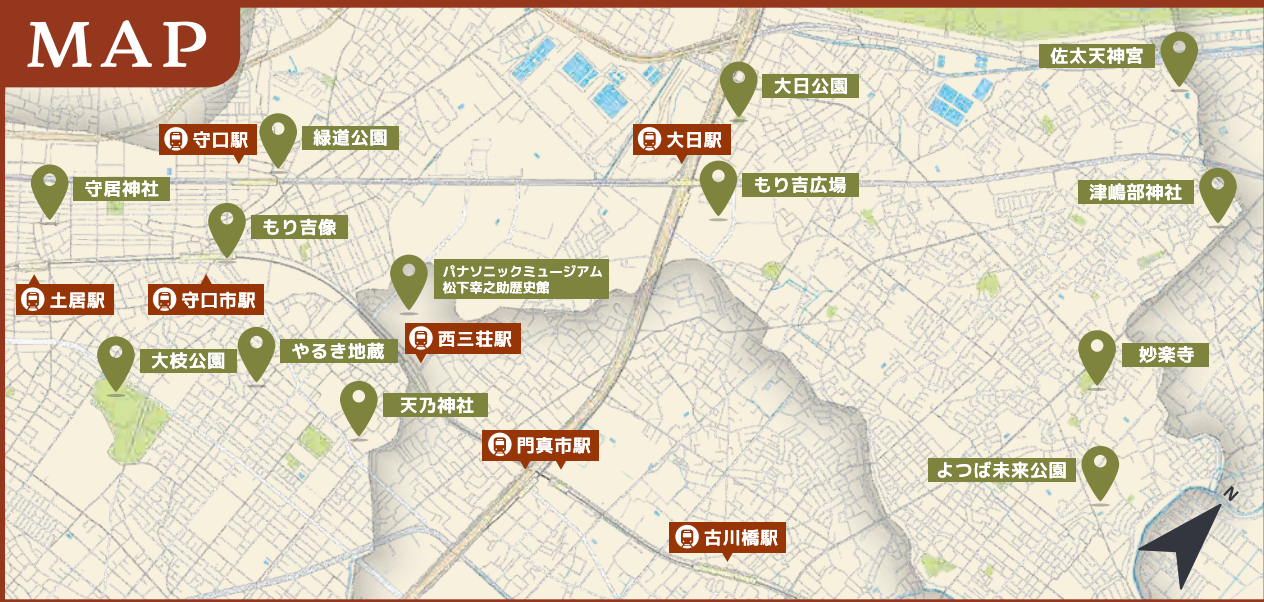 MAP
佐太天神宮
大日公園
守口駅
緑道公園
大日駅
守居神社
もり吉広場
津嶋部神社
もり吉像
パナソニックミュージアム
松下幸之助歴史館
土居駅
守口市駅
西三荘駅
大枝公園
やるき地蔵
妙楽寺
天乃神社
門真市駅
よつば未来公園
N
古川橋駅